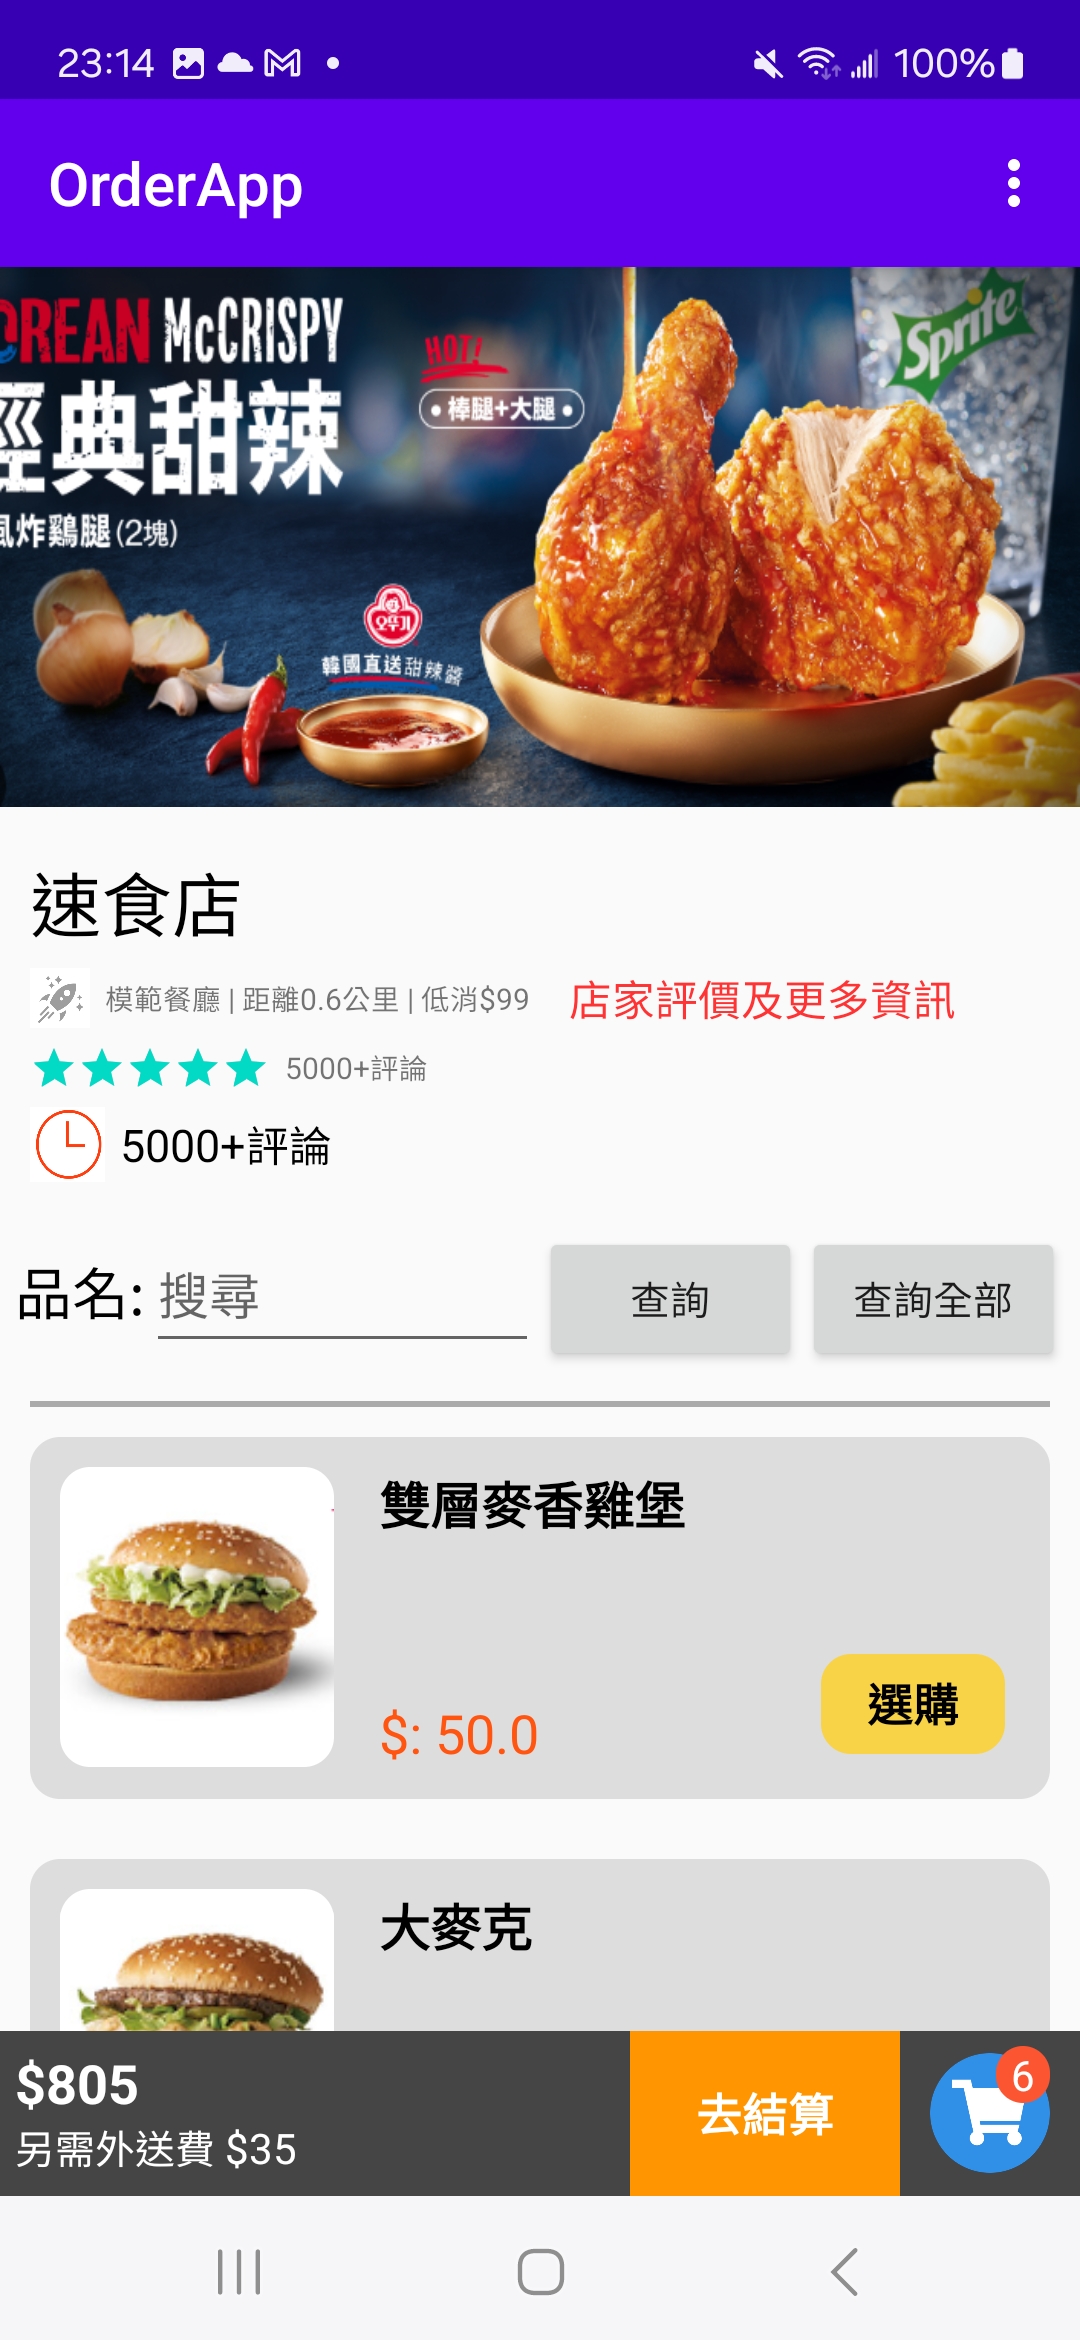 23:14
100%
OrderApp
OREAN McCRISPY
HOT!
經典甜辣
• 棒腿+大腿 •
風炸鷄腿 (2塊)
Sprite
오뚜기
韓國直送甜辣醬
速食店
模範餐廳 | 距離0.6公里 | 低消$99
店家評價及更多資訊
5000+評論
5000+評論
品名:
搜尋
查詢
查詢全部
雙層麥香雞堡
$: 50.0
選購
大麥克
$805
另需外送費 $35
去結算
6